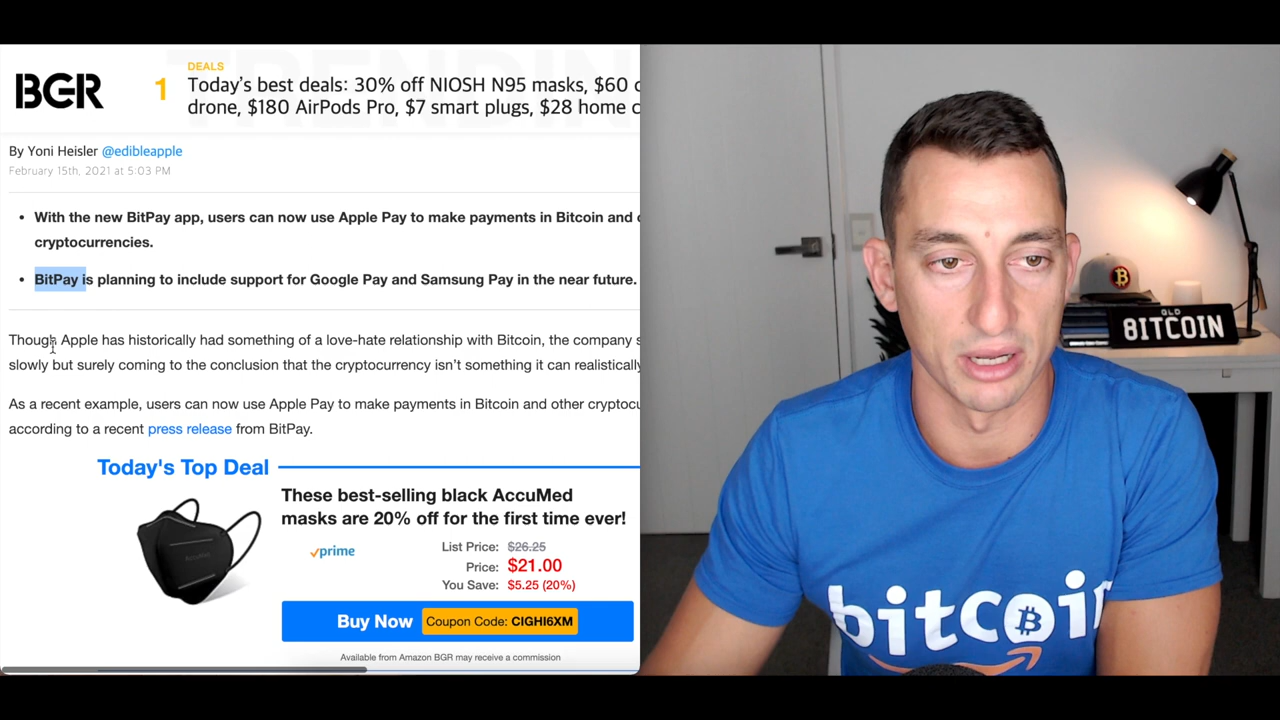 BGR
1
DEALS
Today's best deals: 30% off NIOSH N95 masks, $60
drone, $180 AirPods Pro, $7 smart plugs, $28 home
By Yoni Heisler @edibleapple
February 15th, 2021 at 5:03 PM
• With the new BitPay app, users can now use Apple Pay to make payments in Bitcoin and
cryptocurrencies.
• BitPay is planning to include support for Google Pay and Samsung Pay in the near future.
Though Apple has historically had something of a love-hate relationship with Bitcoin, the company
slowly but surely coming to the conclusion that the cryptocurrency isn't something it can realistically
As a recent example, users can now use Apple Pay to make payments in Bitcoin and other
according to a recent press release from BitPay.
Today's Top Deal
These best-selling black AccuMed
masks are 20% off for the first time ever!
AccuMed
prime
List Price: $26.25
Price: $21.00
You Save: $5.25 (20%)
Buy Now Coupon Code: CIGHI6XM
Available from Amazon BGR may receive a commission
QLD
8ITCOIN
bitcoin